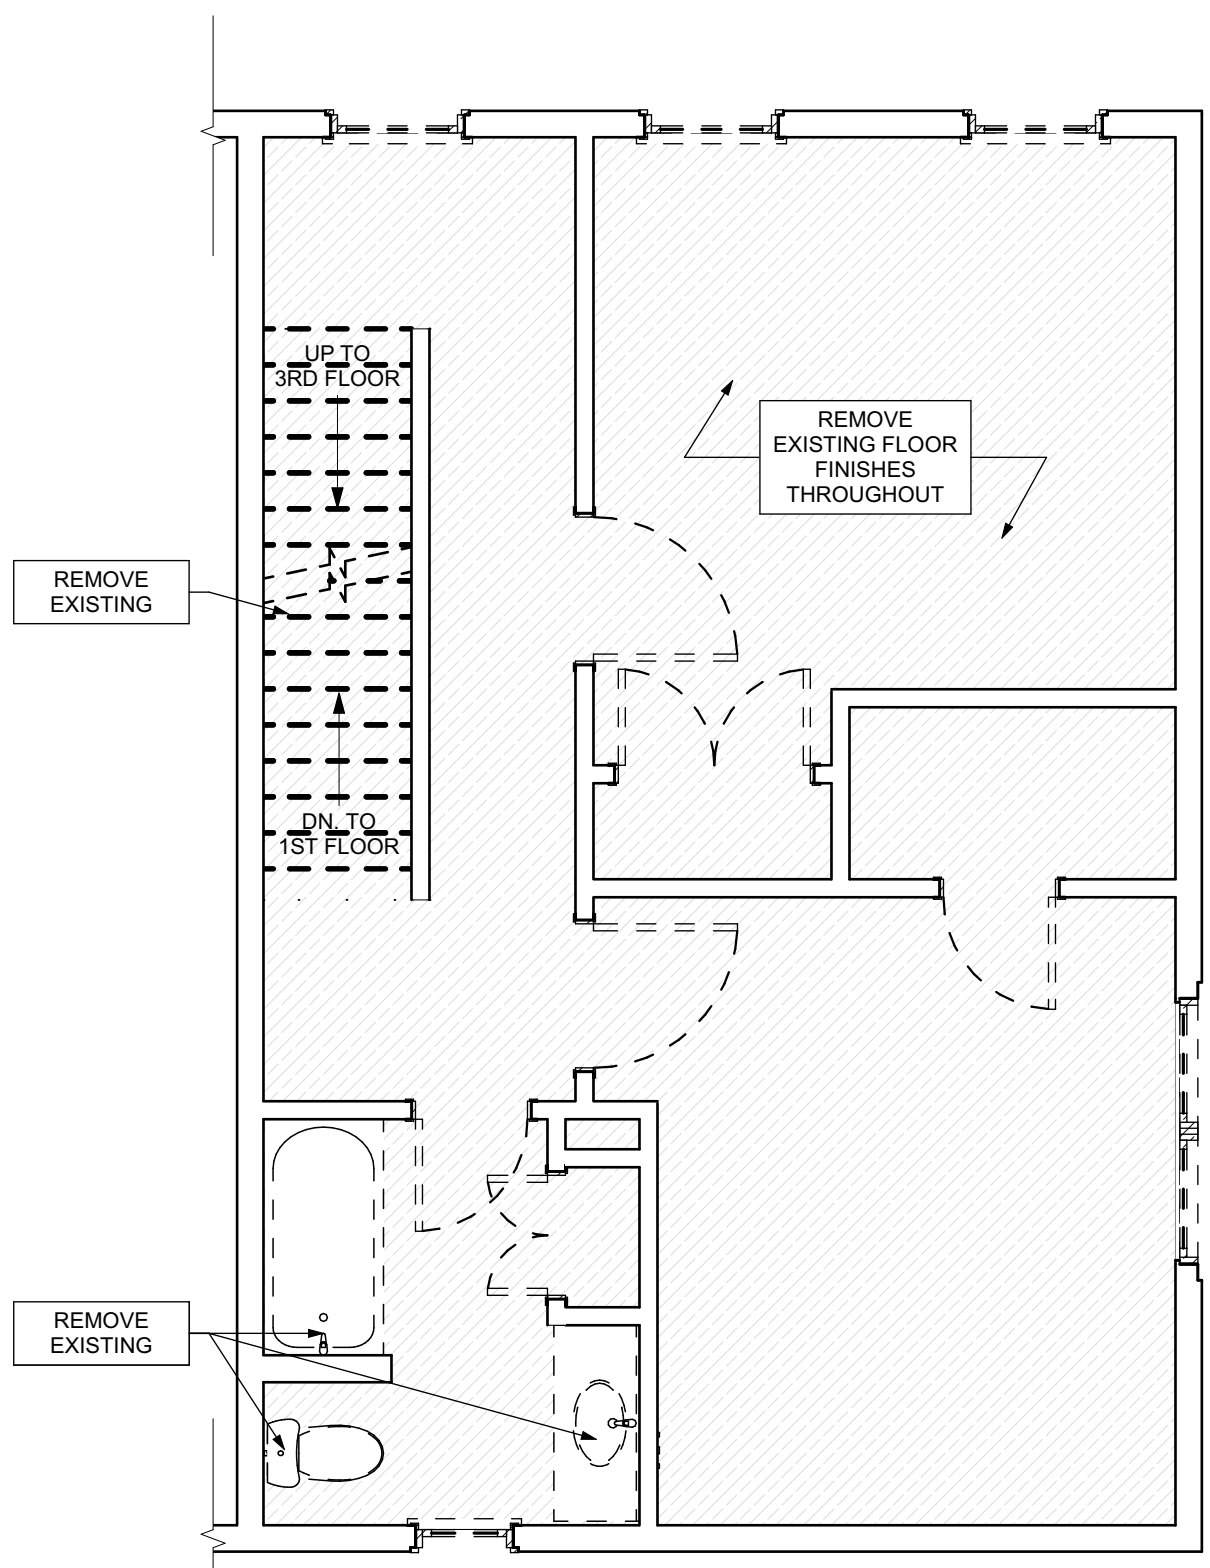 UP TO
3RD FLOOR
REMOVE
EXISTING FLOOR
FINISHES
THROUGHOUT
REMOVE
EXISTING
DN. TO
1ST FLOOR
REMOVE
EXISTING